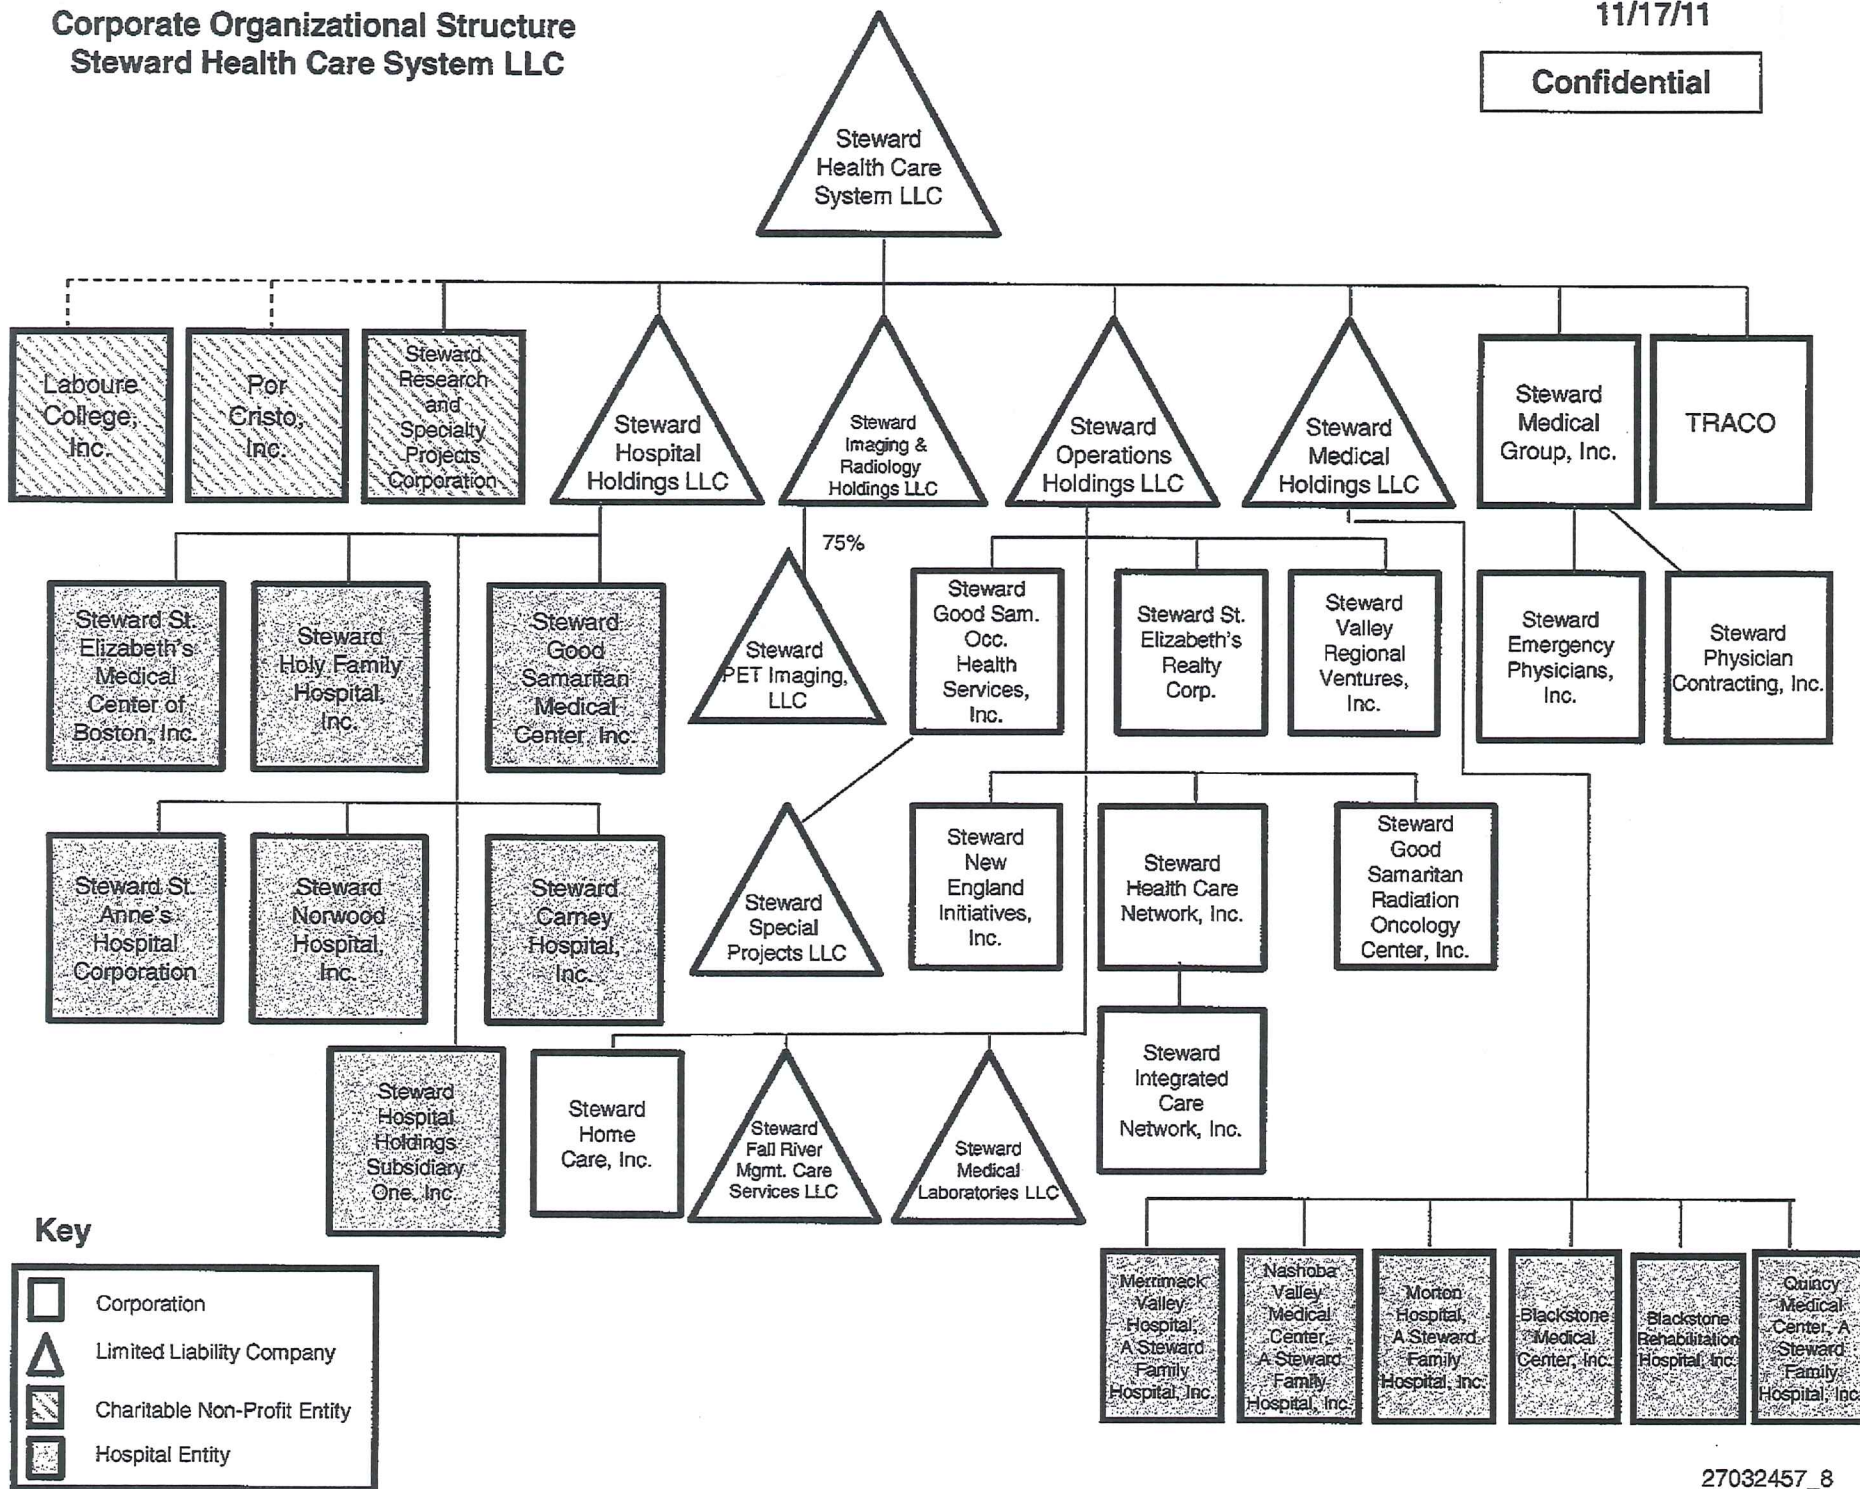 Corporate Organizational Structure
Steward Health Care System LLC
11/17/11
Confidential
Steward
Health Care
System LLC
Laboure
College,
Inc.
Por
Cristo,
Inc.
Steward
Research
and
Specialty
Projects
Corporation
Steward
Hospital
Holdings LLC
Steward
Imaging &
Radiology
Holdings LLC
Steward
Operations
Holdings LLC
Steward
Medical
Holdings LLC
Steward
Medical
Group, Inc.
TRACO
75%
Steward St.
Elizabeth's
Medical
Center of
Boston, Inc.
Steward
Holy Family
Hospital,
Inc.
Steward
Good
Samaritan
Medical
Center, Inc.
Steward
PET Imaging,
LLC
Steward
Good Sam.
Occ.
Health
Services,
Inc.
Steward St.
Elizabeth's
Realty
Corp.
Steward
Valley
Regional
Ventures,
Inc.
Steward
Emergency
Physicians,
Inc.
Steward
Physician
Contracting, Inc.
Steward St.
Anne's
Hospital
Corporation
Steward
Norwood
Hospital,
Inc.
Steward
Carney
Hospital,
Inc.
Steward
Special
Projects LLC
Steward
New
England
Initiatives,
Inc.
Steward
Health Care
Network, Inc.
Steward
Good
Samaritan
Radiation
Oncology
Center, Inc.
Steward
Hospital
Holdings
Subsidiary
One, Inc.
Steward
Home
Care, Inc.
Steward
Fall River
Mgmt. Care
Services LLC
Steward
Medical
Laboratories LLC
Steward
Integrated
Care
Network, Inc.
Merrimack
Valley
Hospital,
A Steward
Family
Hospital, Inc.
Nashoba
Valley
Medical
Center,
A Steward
Family
Hospital, Inc.
Morton
Hospital,
A Steward
Family
Hospital, Inc.
Blackstone
Medical
Center, Inc.
Blackstone
Rehabilitation
Hospital, Inc.
Quincy
Medical
Center, A
Steward
Family
Hospital, Inc.
Key
Corporation
Limited Liability Company
Charitable Non-Profit Entity
Hospital Entity
27032457_8